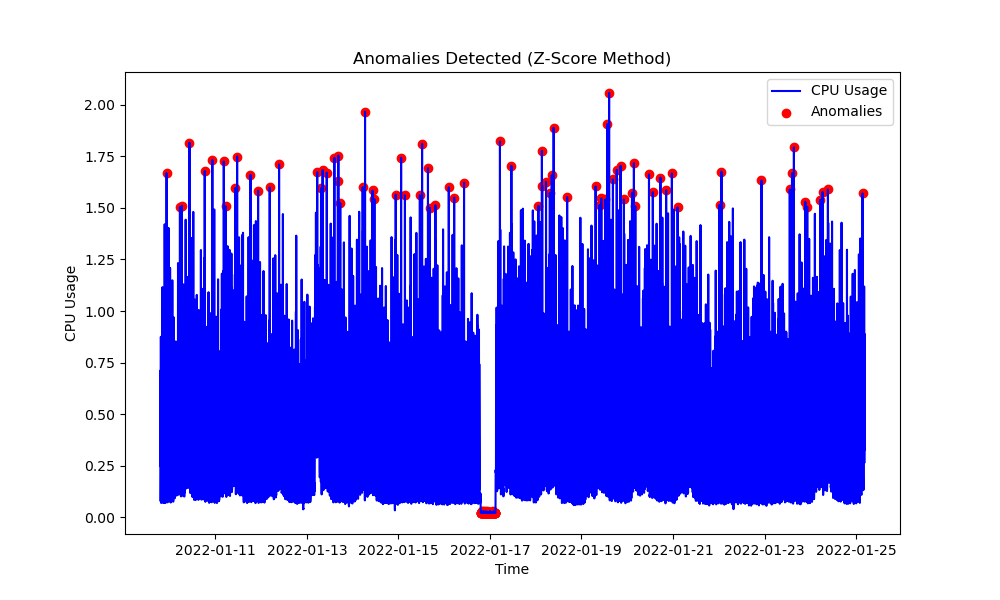 Anomalies Detected (Z-Score Method)
CPU Usage
Anomalies
2.00
1.75
1.50
1.25
1.00
0.75
0.50
0.25
0.00
CPU Usage
2022-01-11 2022-01-13 2022-01-15 2022-01-17 2022-01-19 2022-01-21 2022-01-23 2022-01-25
Time